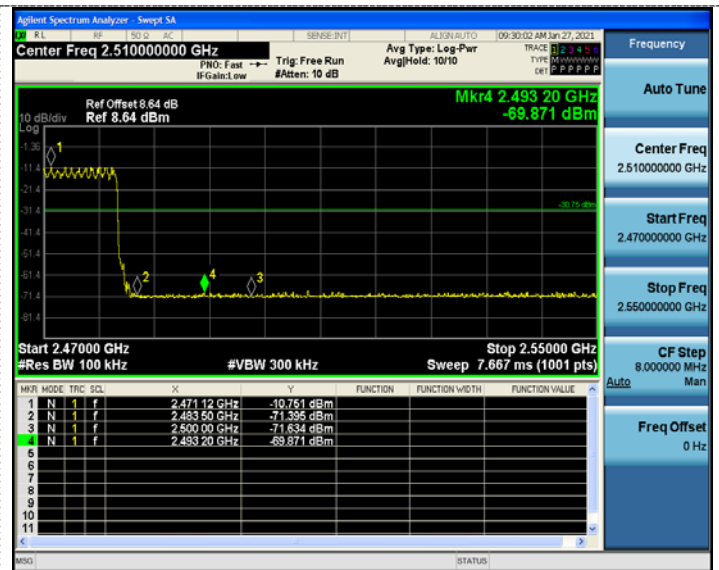 Agilent Spectrum Analyzer - Swept SA
RL RF 50 Ω AC SENSE:INT ALIGN AUTO 09:30:02 AM Jan 27, 2021
Center Freq 2.510000000 GHz
PNO: Fast
IFGain:Low
Trig: Free Run
#Atten: 10 dB
Avg Type: Log-Pwr
Avg|Hold: 10/10
TRACE 1 2 3 4 5 6
TYPE M
DET P P P P P P
Ref Offset 8.64 dB
10 dB/div Ref 8.64 dBm
Log
Mkr4 2.493 20 GHz
-69.871 dBm
-1.36
-11.4
-21.4
-31.4
-41.4
-51.4
-61.4
-71.4
-81.4
1
2
4
3
-30.75 dBm
Start 2.47000 GHz Stop 2.55000 GHz
#Res BW 100 kHz #VBW 300 kHz Sweep 7.667 ms (1001 pts)
MKR MODE TRC SCL X Y FUNCTION FUNCTION WIDTH FUNCTION VALUE
1 N 1 f 2.471 12 GHz -10.751 dBm
2 N 1 f 2.483 50 GHz -71.395 dBm
3 N 1 f 2.500 00 GHz -71.634 dBm
4 N 1 f 2.493 20 GHz -69.871 dBm
5
6
7
8
9
10
11
MSG STATUS
Frequency
Auto Tune
Center Freq
2.510000000 GHz
Start Freq
2.470000000 GHz
Stop Freq
2.550000000 GHz
CF Step
8.000000 MHz
Auto Man
Freq Offset
0 Hz